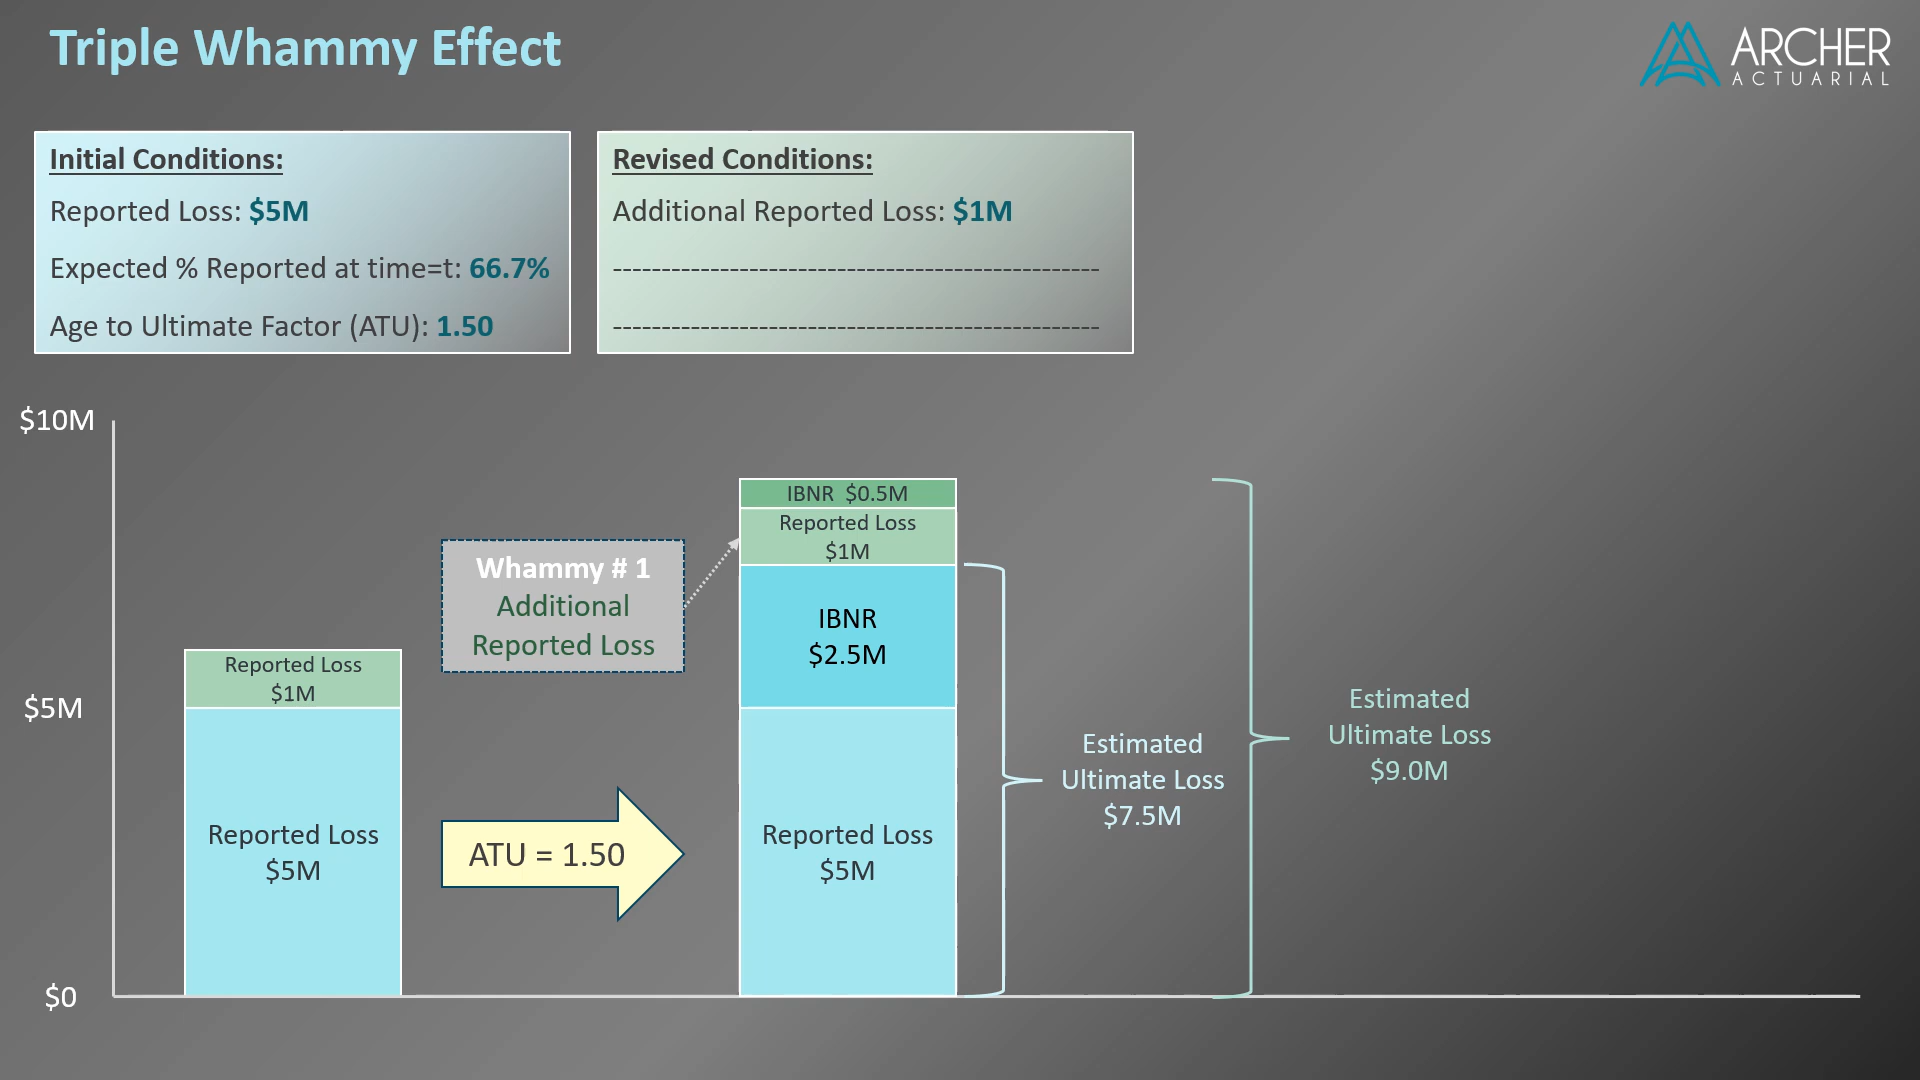 Triple Whammy Effect
ARCHER
ACTUARIAL
Initial Conditions:
Reported Loss: $5M
Expected % Reported at time=t: 66.7%
Age to Ultimate Factor (ATU): 1.50
Revised Conditions:
Additional Reported Loss: $1M
--------------------------------------------------
--------------------------------------------------
$10M
$5M
$0
Reported Loss
$1M
Reported Loss
$5M
Whammy # 1
Additional
Reported Loss
ATU = 1.50
IBNR $0.5M
Reported Loss
$1M
IBNR
$2.5M
Reported Loss
$5M
Estimated
Ultimate Loss
$7.5M
Estimated
Ultimate Loss
$9.0M